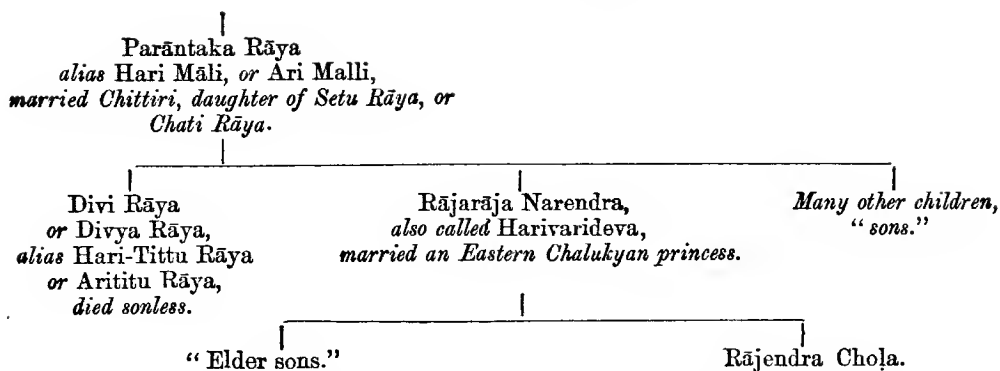 Parāntaka Rāya
alias Hari Māli, or Ari Malli,
married Chittiri, daughter of Setu Rāya, or
Chati Rāya.
Divi Rāya
or Divya Rāya,
alias Hari-Tittu Rāya
or Arititu Rāya,
died sonless.
Rājarāja Narendra,
also called Harivarideva,
married an Eastern Chalukyan princess.
Many other children,
“sons.”
“Elder sons.”
Rājendra Choḷa.